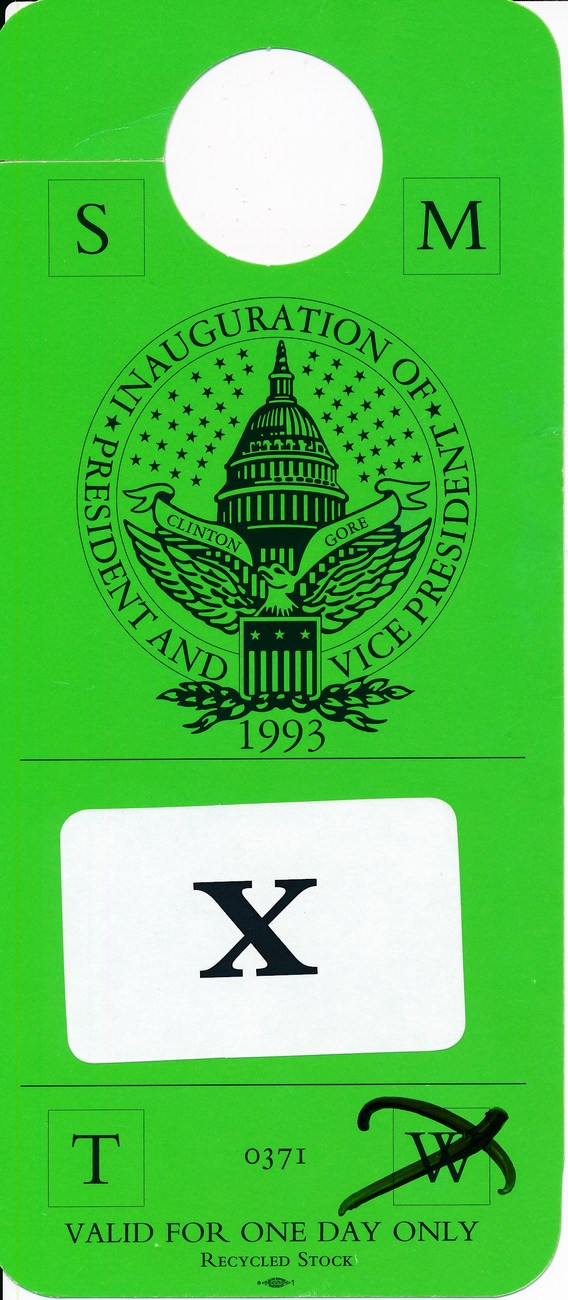 S
M
INAUGURATION OF
PRESIDENT AND
VICE PRESIDENT
CLINTON
GORE
1993
X
T
0371
W
VALID FOR ONE DAY ONLY
RECYCLED STOCK